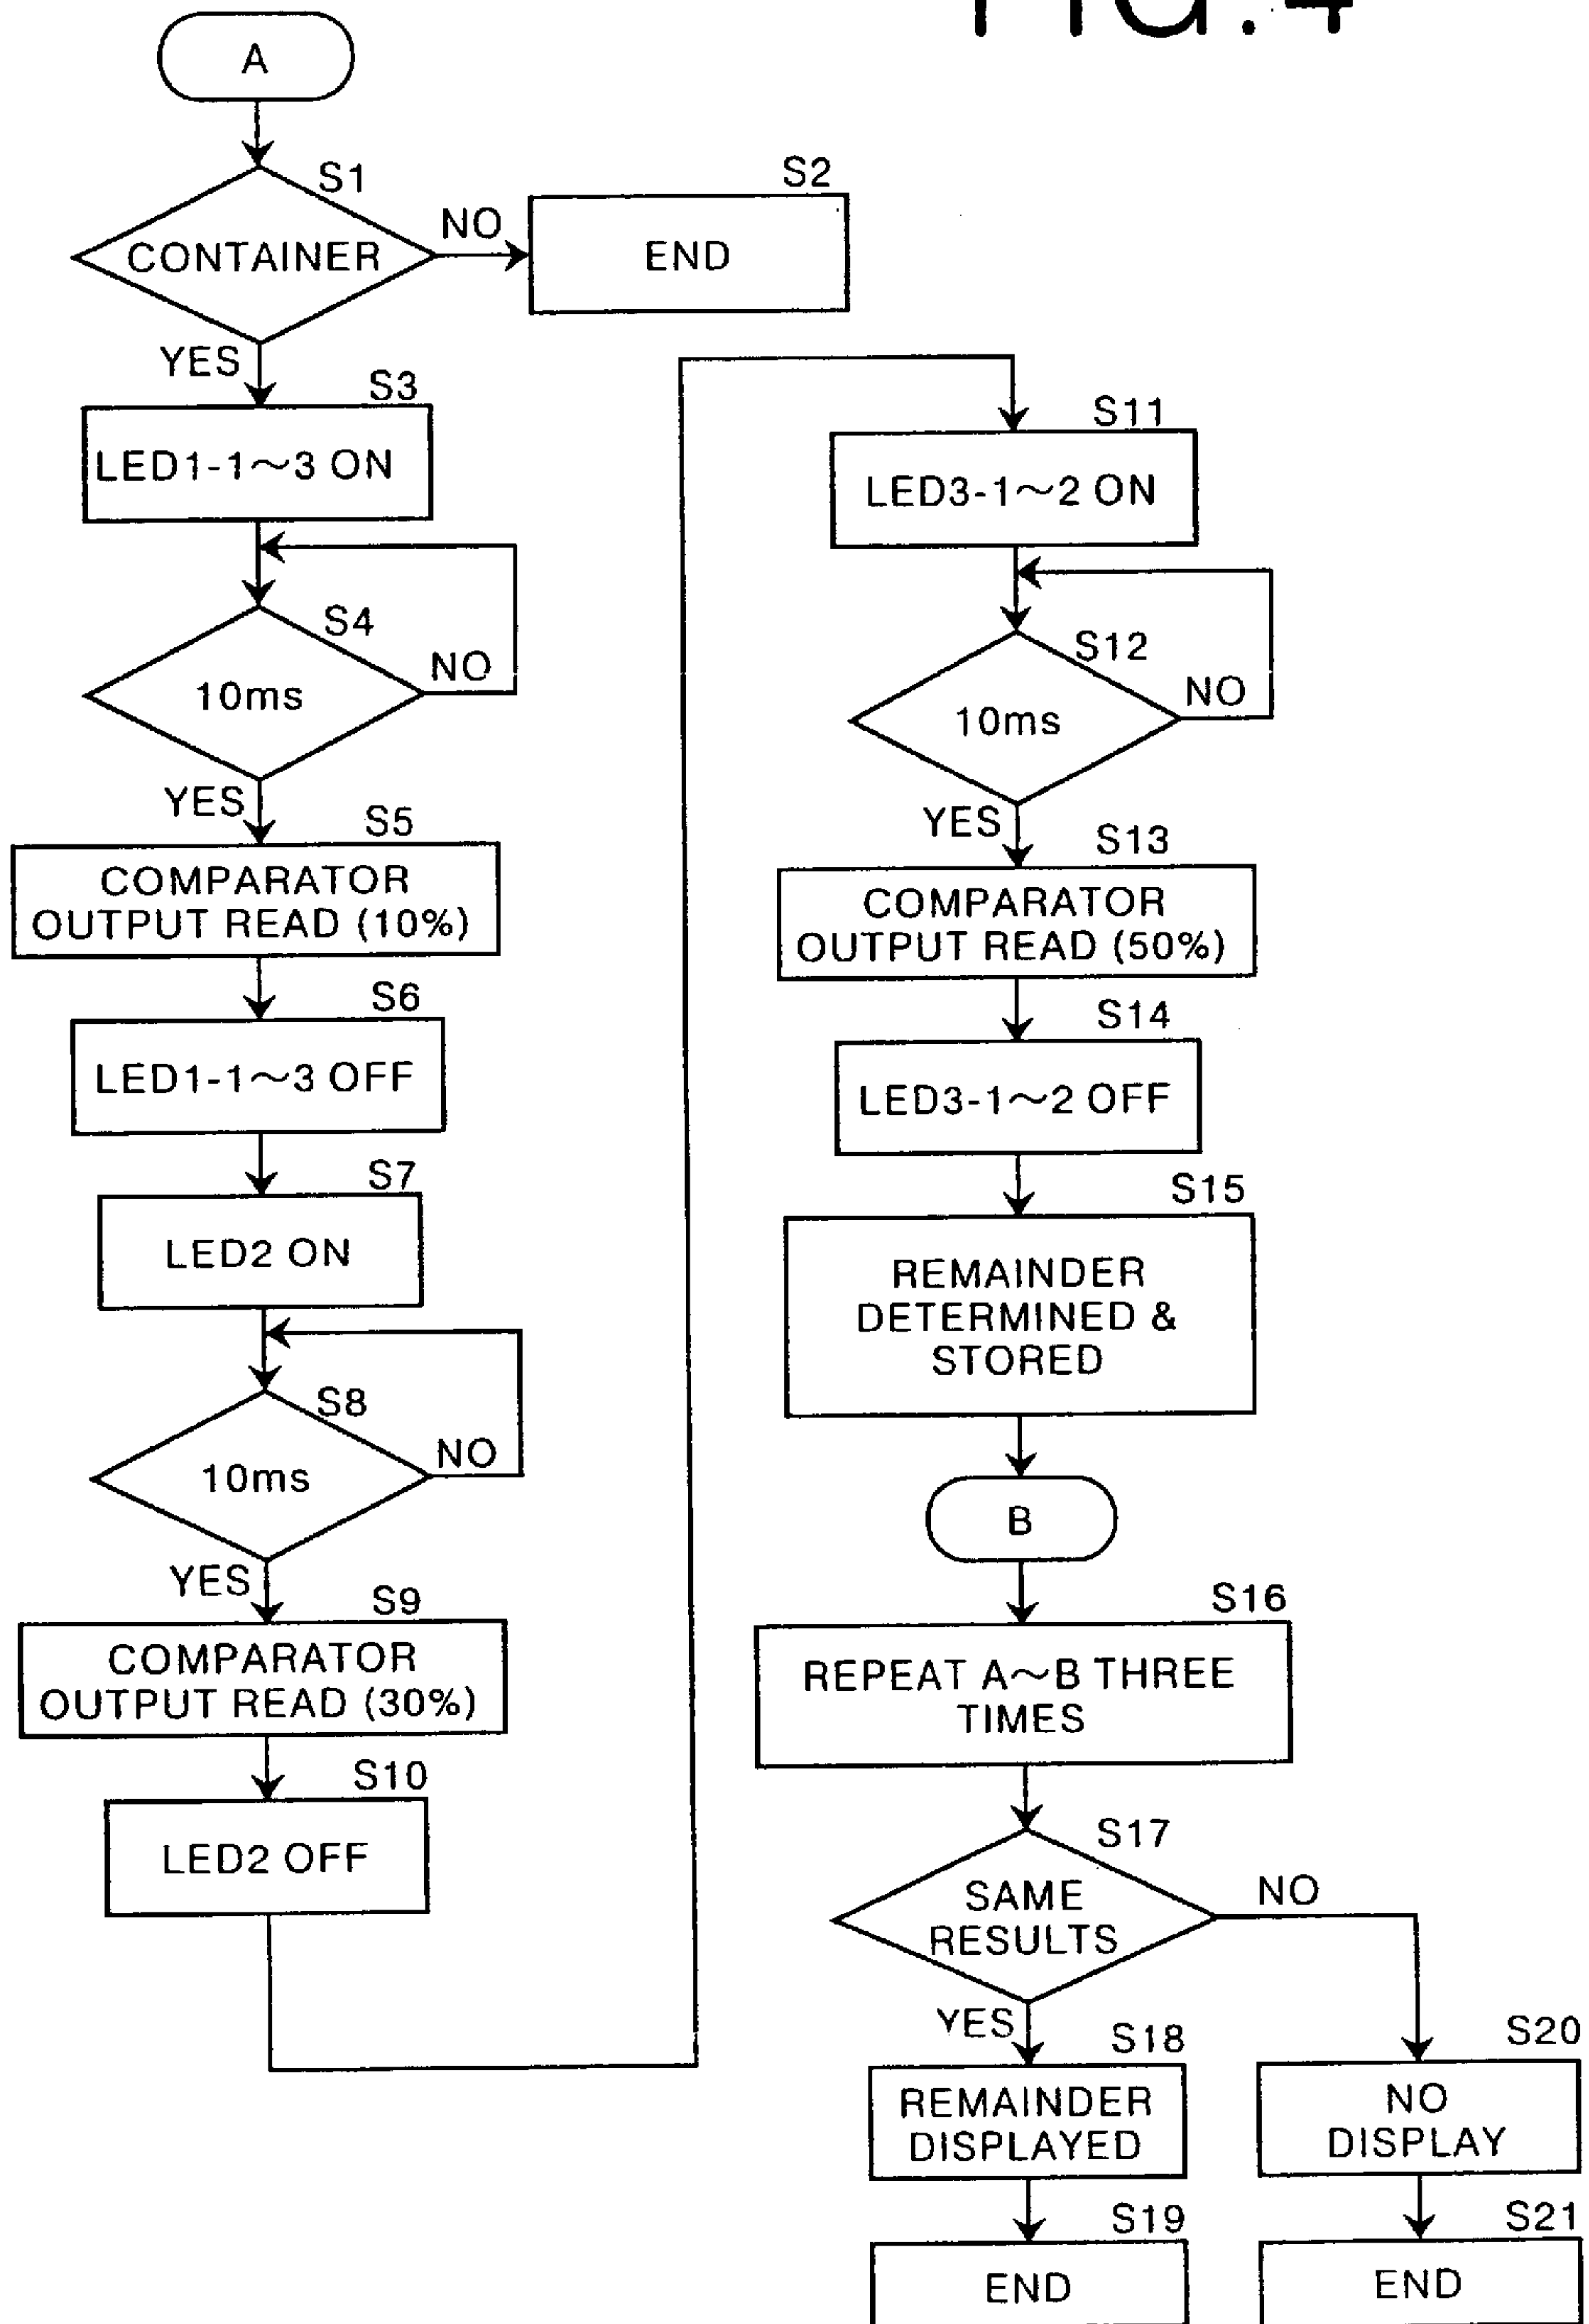 FIG.4
A
S1
CONTAINER
NO
S2
END
YES
S3
LED1-1～3 ON
S4
10ms
NO
YES
S5
COMPARATOR
OUTPUT READ (10%)
S6
LED1-1～3 OFF
S7
LED2 ON
S8
10ms
NO
YES
S9
COMPARATOR
OUTPUT READ (30%)
S10
LED2 OFF
S11
LED3-1～2 ON
S12
10ms
NO
YES
S13
COMPARATOR
OUTPUT READ (50%)
S14
LED3-1～2 OFF
S15
REMAINDER
DETERMINED &
STORED
B
S16
REPEAT A～B THREE
TIMES
S17
SAME
RESULTS
NO
YES
S18
REMAINDER
DISPLAYED
S19
END
S20
NO
DISPLAY
S21
END